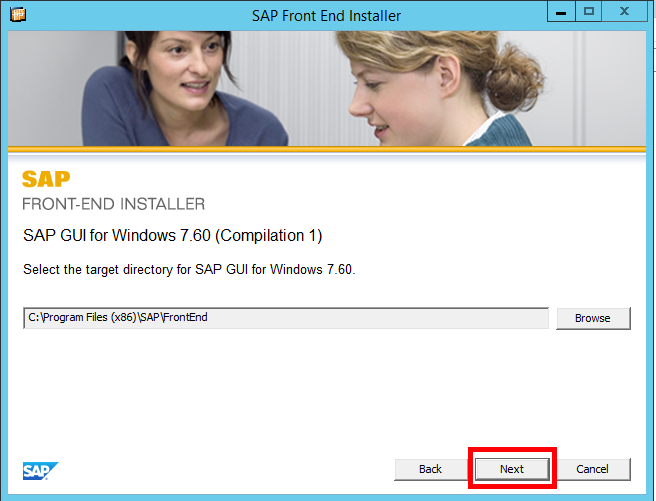 SAP Front End Installer
SAP
FRONT-END INSTALLER
SAP GUI for Windows 7.60 (Compilation 1)
Select the target directory for SAP GUI for Windows 7.60.
C:\Program Files (x86)\SAP\FrontEnd
Browse
SAP
Back
Next
Cancel